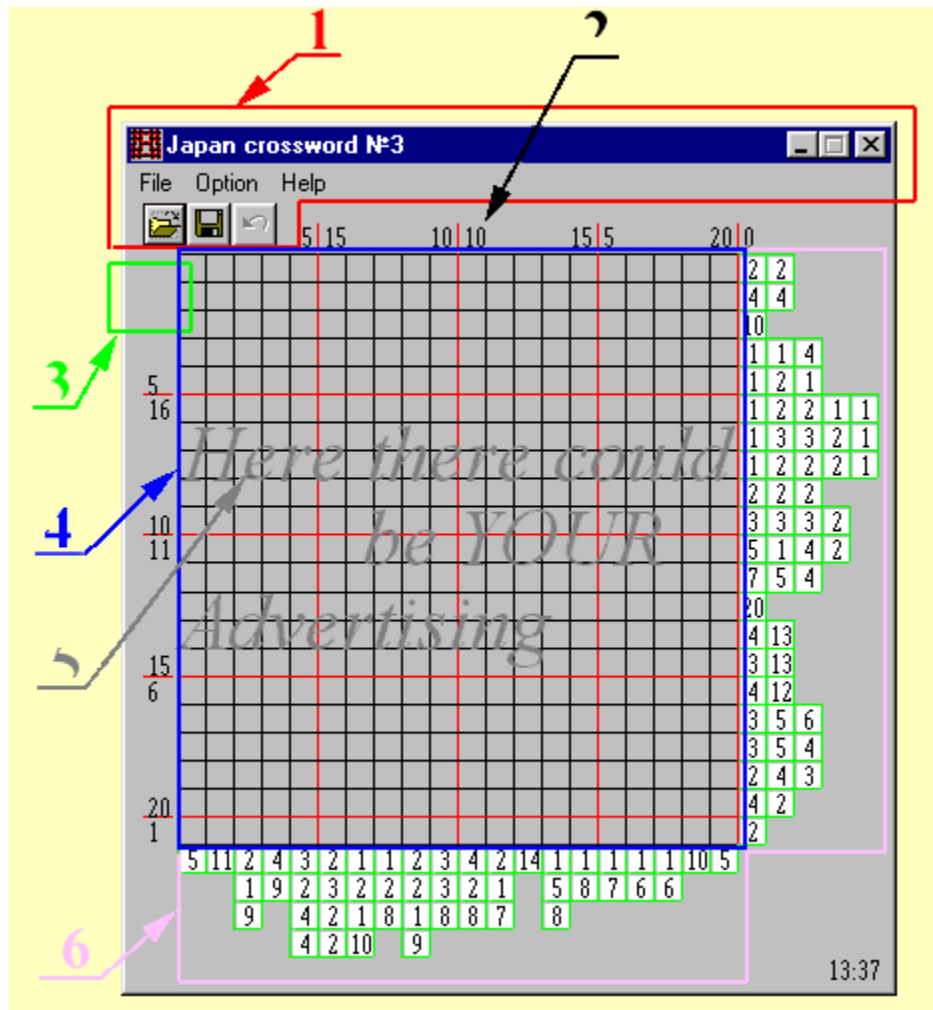 1
Japan crossword №3
File Option Help
5 15 10 10 15 5 20 0
2 2
4 4
10
3
1 1 4
5 1 2 1
16 1 2 2 1 1
1 3 3 2 1
Here there could
1 2 2 2 1
2 2 2
4
10 3 3 3 2
be YOUR
11 5 1 4 2
7 5 4
20
Advertising
4 13
15 3 13
6 4 12
3 5 6
3 5 4
2 4 3
20 4 2
1 2
5 11 2 4 3 2 1 1 2 3 4 2 14 1 1 1 1 1 10 5
1 9 2 3 2 2 2 3 2 1 5 8 7 6 6
9 4 2 1 8 1 8 8 7 8
4 2 10 9
6
13:37